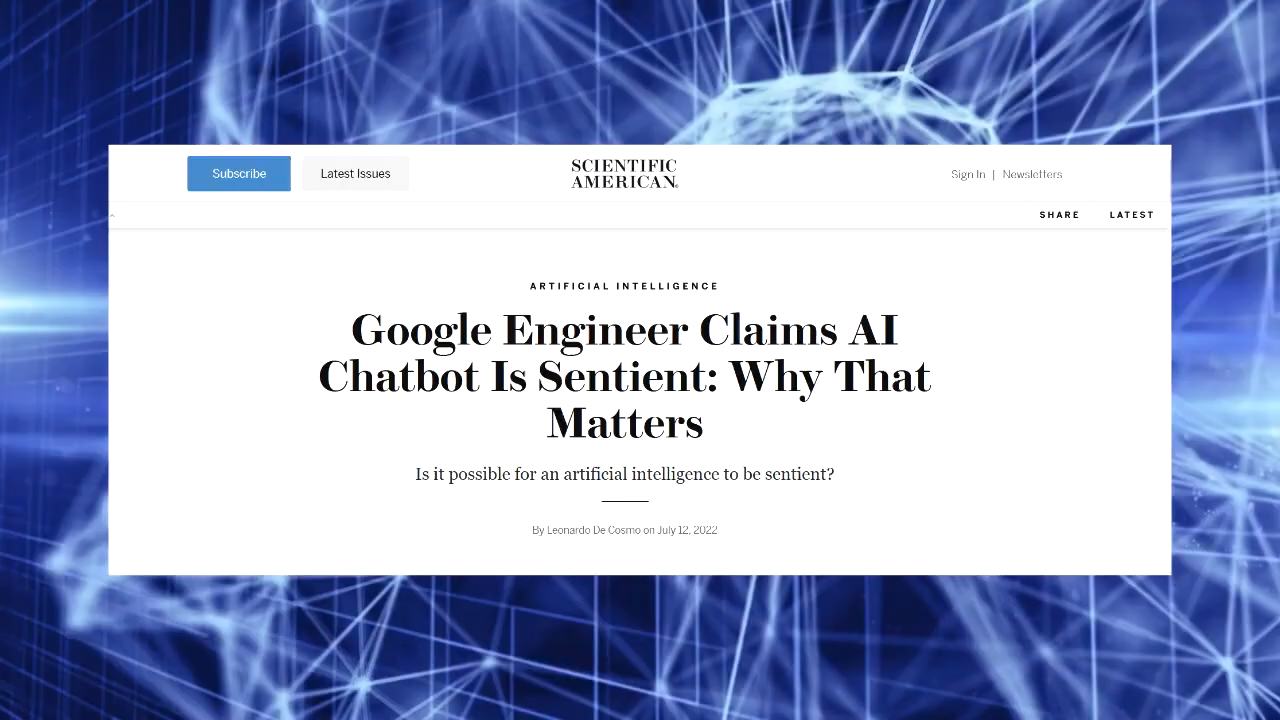 Subscribe
Latest Issues
SCIENTIFIC
AMERICAN®
Sign In | Newsletters
SHARE
LATEST
ARTIFICIAL INTELLIGENCE
Google Engineer Claims AI
Chatbot Is Sentient: Why That
Matters
Is it possible for an artificial intelligence to be sentient?
By Leonardo De Cosmo on July 12, 2022